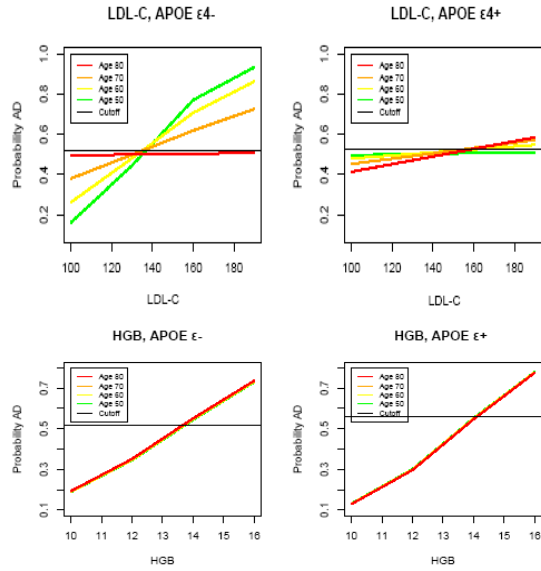 LDL-C, APOE ε4-
Probability AD
1.0
0.8
0.6
0.4
0.2
Age 80
Age 70
Age 60
Age 50
Cutoff
100 120 140 160 180
LDL-C
LDL-C, APOE ε4+
Probability AD
1.0
0.8
0.6
0.4
0.2
Age 80
Age 70
Age 60
Age 50
Cutoff
100 120 140 160 180
LDL-C
HGB, APOE ε-
Probability AD
0.7
0.5
0.3
0.1
Age 80
Age 70
Age 60
Age 50
Cutoff
10 11 12 13 14 15 16
HGB
HGB, APOE ε+
Probability AD
0.7
0.5
0.3
0.1
Age 80
Age 70
Age 60
Age 50
Cutoff
10 11 12 13 14 15 16
HGB